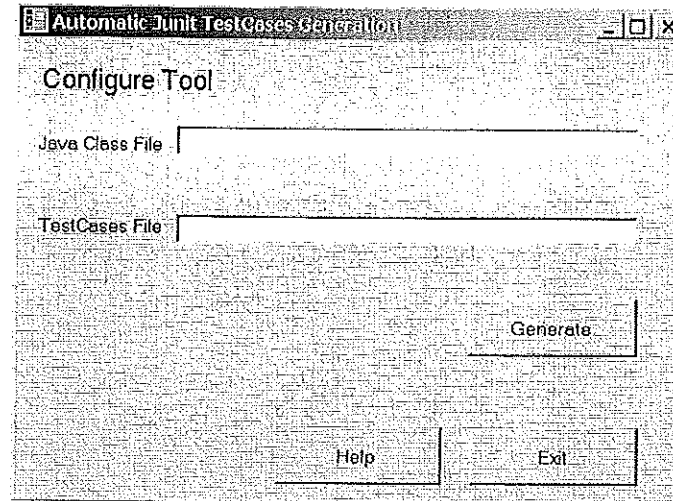 Automatic Junit TestCases Generation
Configure Tool
Java Class File
TestCases File
Generate
Help
Exit